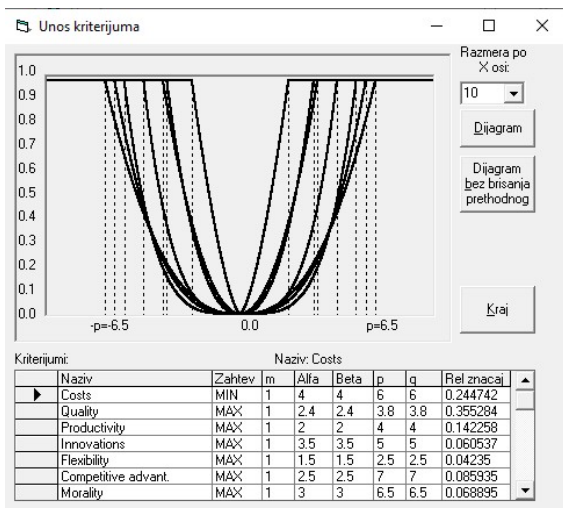 Unos kriterijuma
Razmera po
X osi:
10
Dijagram
Dijagram
bez brisanja
prethodnog
Kraj
1.0
0.9
0.8
0.7
0.6
0.5
0.4
0.3
0.2
0.1
0.0
-p=-6.5 0.0 p=6.5
Kriterijumi: Naziv: Costs
Naziv Zahtev m Alfa Beta p q Rel znacaj
Costs MIN 1 4 4 6 6 0.244742
Quality MAX 1 2.4 2.4 3.8 3.8 0.355284
Productivity MAX 1 2 2 4 4 0.142258
Innovations MAX 1 3.5 3.5 5 5 0.060537
Flexibility MAX 1 1.5 1.5 2.5 2.5 0.04235
Competitive advant. MAX 1 2.5 2.5 7 7 0.085935
Morality MAX 1 3 3 6.5 6.5 0.068895